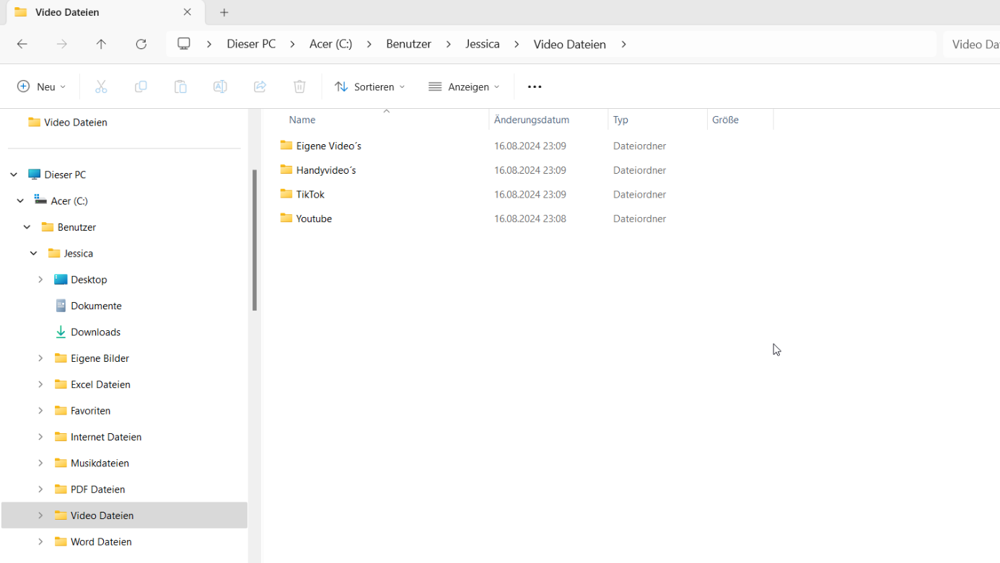 Video Dateien
Dieser PC Acer (C:) Benutzer Jessica Video Dateien Video Da
Neu Sortieren Anzeigen
Video Dateien
Dieser PC
Acer (C:)
Benutzer
Jessica
Desktop
Dokumente
Downloads
Eigene Bilder
Excel Dateien
Favoriten
Internet Dateien
Musikdateien
PDF Dateien
Video Dateien
Word Dateien
Name Änderungsdatum Typ Größe
Eigene Video´s 16.08.2024 23:09 Dateiordner
Handyvideo´s 16.08.2024 23:09 Dateiordner
TikTok 16.08.2024 23:09 Dateiordner
Youtube 16.08.2024 23:08 Dateiordner